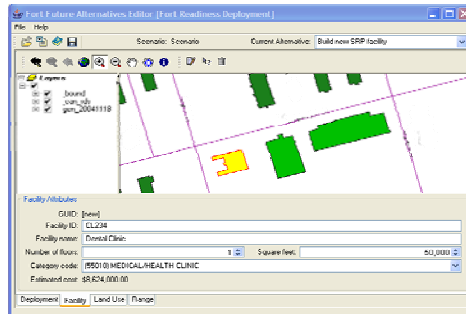 Fort Future Alternatives Editor [Fort Readiness Deployment]
File Help
Scenario: Scenario Current Alternative: Build new SRP facility
Layers
_bound
gen_20041118
Facility Attributes
GUID: [new]
Facility ID: CL234
Facility name: Dental Clinic
Number of floors: 1 Square feet: 50,000
Category code: (55010) MEDICAL/HEALTH CLINIC
Estimated cost: $8,624,000.00
Deployment Facility Land Use Range